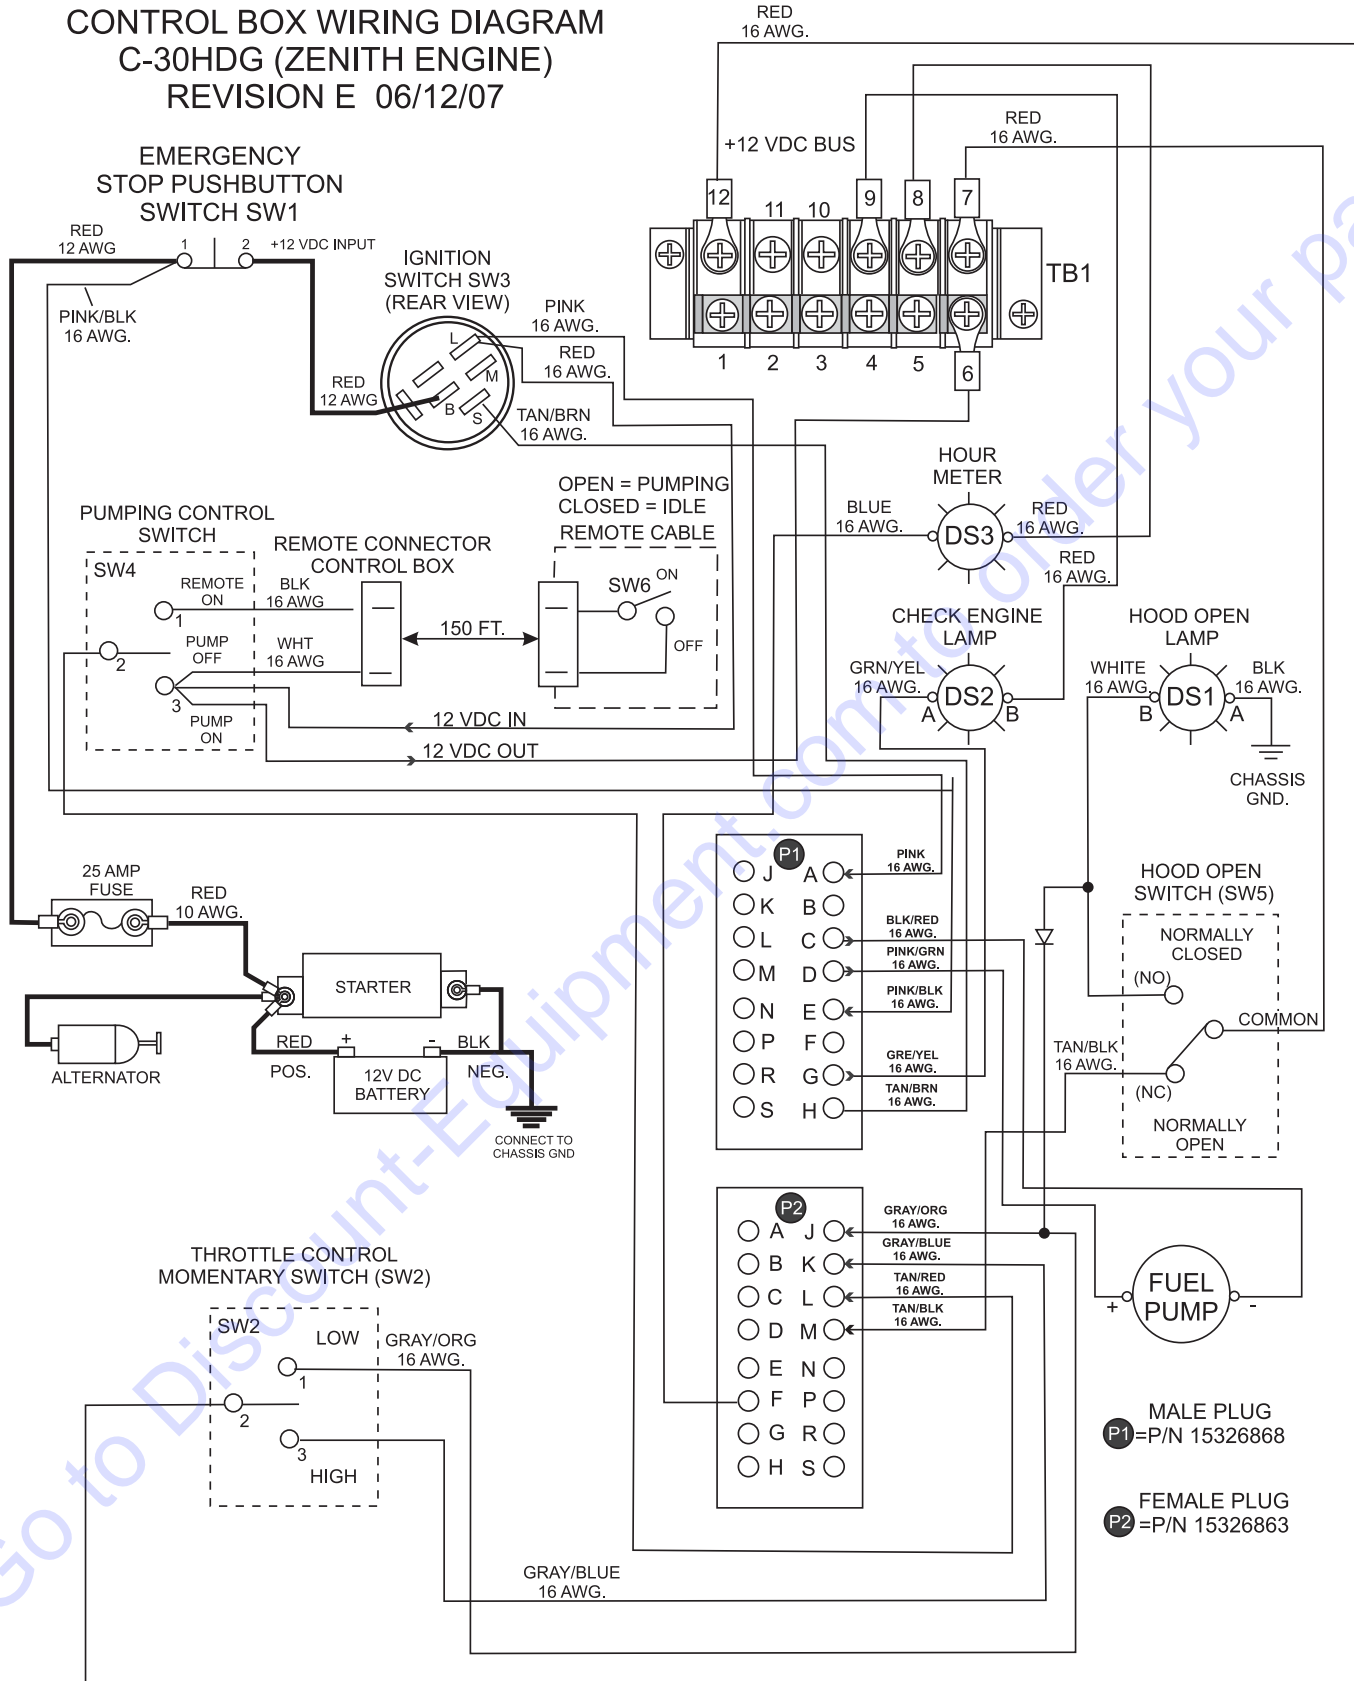 CONTROL BOX WIRING DIAGRAM
C-30HDG (ZENITH ENGINE)
REVISION E 06/12/07
RED
16 AWG.
+12 VDC BUS
RED
16 AWG.
12
11
10
9
8
7
TB1
1
2
3
4
5
6
EMERGENCY
STOP PUSHBUTTON
SWITCH SW1
RED
12 AWG
1
2
+12 VDC INPUT
PINK/BLK
16 AWG.
IGNITION
SWITCH SW3
(REAR VIEW)
L
M
B
S
RED
12 AWG
PINK
16 AWG.
RED
16 AWG.
TAN/BRN
16 AWG.
HOUR
METER
BLUE
16 AWG.
DS3
RED
16 AWG.
RED
16 AWG.
OPEN = PUMPING
CLOSED = IDLE
REMOTE CABLE
PUMPING CONTROL
SWITCH
SW4
REMOTE
ON
1
PUMP
OFF
2
3
PUMP
ON
REMOTE CONNECTOR
CONTROL BOX
BLK
16 AWG
WHT
16 AWG
150 FT.
SW6
ON
OFF
12 VDC IN
12 VDC OUT
CHECK ENGINE
LAMP
GRN/YEL
16 AWG.
A
DS2
B
HOOD OPEN
LAMP
WHITE
16 AWG.
B
DS1
A
BLK
16 AWG.
CHASSIS
GND.
25 AMP
FUSE
RED
10 AWG.
STARTER
ALTERNATOR
RED
POS.
+
-
12V DC
BATTERY
BLK
NEG.
CONNECT TO
CHASSIS GND
P1
J A
K B
L C
M D
N E
P F
R G
S H
PINK
16 AWG.
BLK/RED
16 AWG.
PINK/GRN
16 AWG.
PINK/BLK
16 AWG.
GRE/YEL
16 AWG.
TAN/BRN
16 AWG.
HOOD OPEN
SWITCH (SW5)
NORMALLY
CLOSED
(NO)
COMMON
TAN/BLK
16 AWG.
(NC)
NORMALLY
OPEN
P2
A J
B K
C L
D M
E N
F P
G R
H S
GRAY/ORG
16 AWG.
GRAY/BLUE
16 AWG.
TAN/RED
16 AWG.
TAN/BLK
16 AWG.
FUEL
PUMP
+
-
THROTTLE CONTROL
MOMENTARY SWITCH (SW2)
SW2
LOW
1
2
3
HIGH
GRAY/ORG
16 AWG.
GRAY/BLUE
16 AWG.
MALE PLUG
P1 =P/N 15326868
FEMALE PLUG
P2 =P/N 15326863
Go to Discount-Equipment.com to order your pa